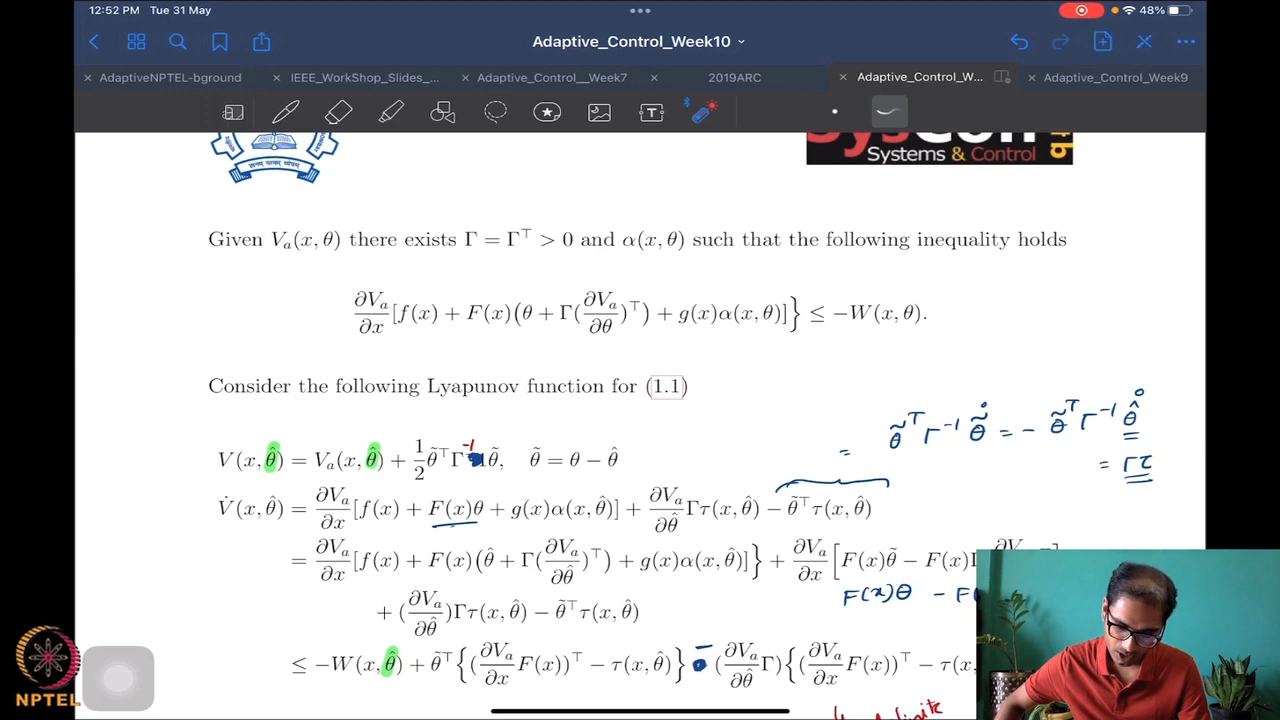 12:52 PM Tue 31 May
48%
Adaptive_Control_Week10
AdaptiveNPTEL-bground
IEEE_WorkShop_Slides_...
Adaptive_Control__Week7
2019ARC
Adaptive_Control_W...
Adaptive_Control_Week9
Systems & Control
Given V_a(x, θ) there exists Γ = Γ^⊤ > 0 and α(x, θ) such that the following inequality holds
∂V_a/∂x [f(x) + F(x)(θ + Γ(∂V_a/∂θ)^⊤) + g(x)α(x, θ)]} ≤ −W(x, θ).
Consider the following Lyapunov function for (1.1)
= θ̃^T Γ^{-1} θ̃̇ = − θ̃^T Γ^{-1} θ̂̇
= Γτ
V(x, θ̂) = V_a(x, θ̂) + 1/2 θ̃^⊤ Γ^{-1} θ̃, θ̃ = θ − θ̂
V̇(x, θ̂) = ∂V_a/∂x [f(x) + F(x)θ + g(x)α(x, θ̂)] + ∂V_a/∂θ̂ Γτ(x, θ̂) − θ̃^⊤ τ(x, θ̂)
= ∂V_a/∂x [f(x) + F(x)(θ̂ + Γ(∂V_a/∂θ̂)^⊤) + g(x)α(x, θ̂)]} + ∂V_a/∂x [F(x)θ̃ − F(x)
F(x)θ − F(
+ (∂V_a/∂θ̂)Γτ(x, θ̂) − θ̃^⊤ τ(x, θ̂)
≤ −W(x, θ̂) + θ̃^⊤ {(∂V_a/∂x F(x))^⊤ − τ(x, θ̂)} − (∂V_a/∂θ̂ Γ) {(∂V_a/∂x F(x))^⊤ − τ(x,
NPTEL